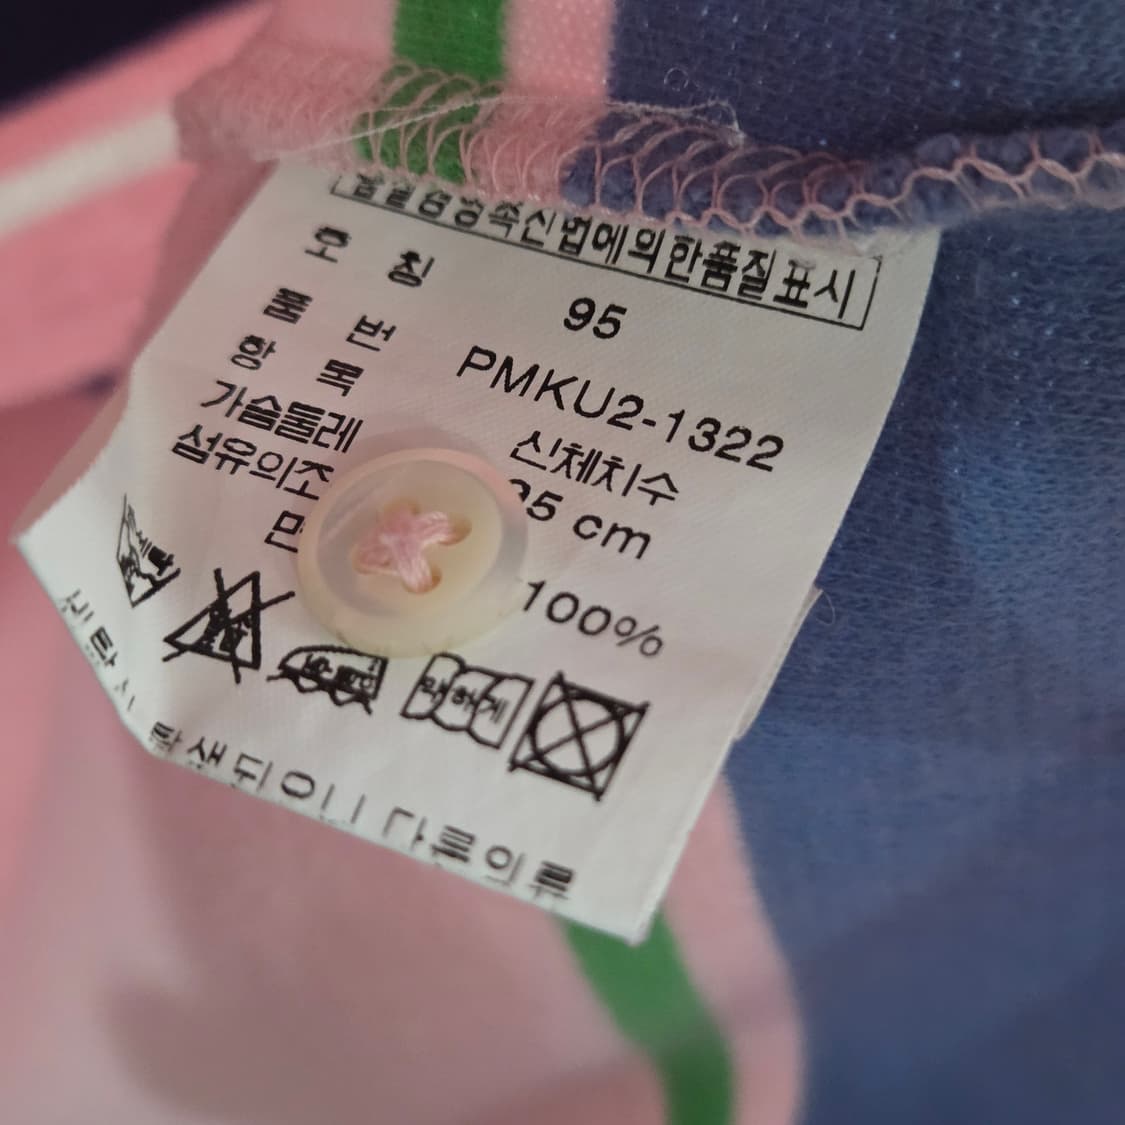 품질경영촉진법에의한품질표시
호 칭 95
품 번 PMKU2-1322
항 목 신체치수
가슴둘레 95 cm
섬유의조
면 100%
약하게
탈색되어 다른의류